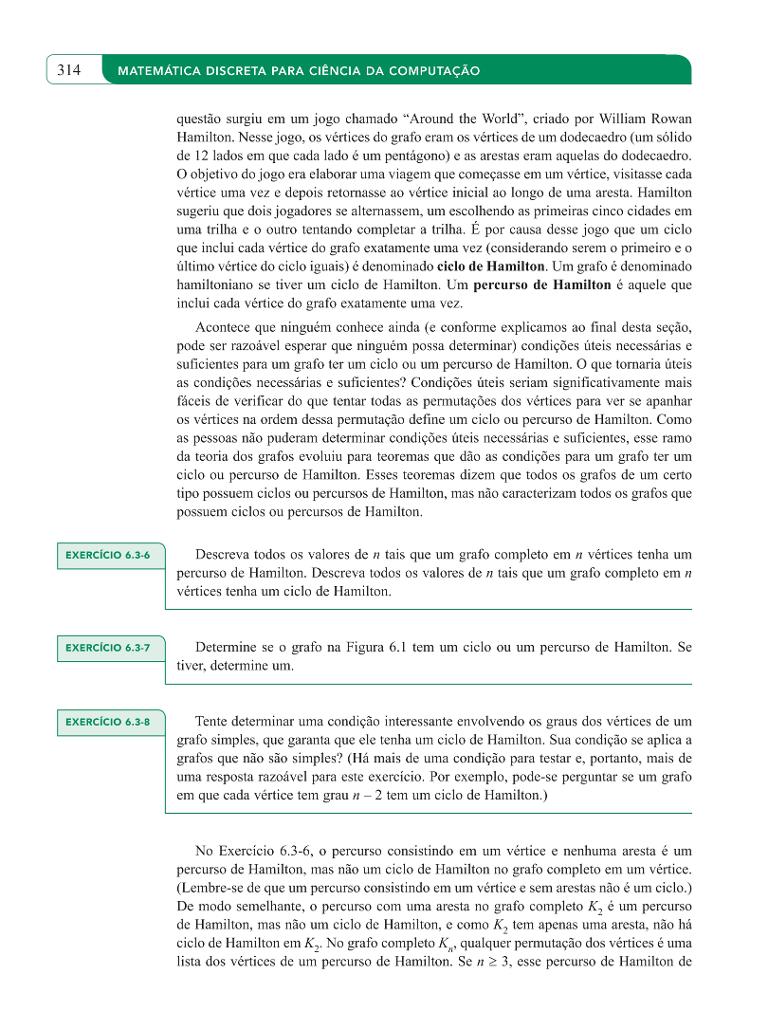 314
MATEMÁTICA DISCRETA PARA CIÊNCIA DA COMPUTAÇÃO
questão surgiu em um jogo chamado “Around the World”, criado por William Rowan
Hamilton. Nesse jogo, os vértices do grafo eram os vértices de um dodecaedro (um sólido
de 12 lados em que cada lado é um pentágono) e as arestas eram aquelas do dodecaedro.
O objetivo do jogo era elaborar uma viagem que começasse em um vértice, visitasse cada
vértice uma vez e depois retornasse ao vértice inicial ao longo de uma aresta. Hamilton
sugeriu que dois jogadores se alternassem, um escolhendo as primeiras cinco cidades em
uma trilha e o outro tentando completar a trilha. É por causa desse jogo que um ciclo
que inclui cada vértice do grafo exatamente uma vez (considerando serem o primeiro e o
último vértice do ciclo iguais) é denominado ciclo de Hamilton. Um grafo é denominado
hamiltoniano se tiver um ciclo de Hamilton. Um percurso de Hamilton é aquele que
inclui cada vértice do grafo exatamente uma vez.
Acontece que ninguém conhece ainda (e conforme explicamos ao final desta seção,
pode ser razoável esperar que ninguém possa determinar) condições úteis necessárias e
suficientes para um grafo ter um ciclo ou um percurso de Hamilton. O que tornaria úteis
as condições necessárias e suficientes? Condições úteis seriam significativamente mais
fáceis de verificar do que tentar todas as permutações dos vértices para ver se apanhar
os vértices na ordem dessa permutação define um ciclo ou percurso de Hamilton. Como
as pessoas não puderam determinar condições úteis necessárias e suficientes, esse ramo
da teoria dos grafos evoluiu para teoremas que dão as condições para um grafo ter um
ciclo ou percurso de Hamilton. Esses teoremas dizem que todos os grafos de um certo
tipo possuem ciclos ou percursos de Hamilton, mas não caracterizam todos os grafos que
possuem ciclos ou percursos de Hamilton.
EXERCÍCIO 6.3-6
Descreva todos os valores de n tais que um grafo completo em n vértices tenha um
percurso de Hamilton. Descreva todos os valores de n tais que um grafo completo em n
vértices tenha um ciclo de Hamilton.
EXERCÍCIO 6.3-7
Determine se o grafo na Figura 6.1 tem um ciclo ou um percurso de Hamilton. Se
tiver, determine um.
EXERCÍCIO 6.3-8
Tente determinar uma condição interessante envolvendo os graus dos vértices de um
grafo simples, que garanta que ele tenha um ciclo de Hamilton. Sua condição se aplica a
grafos que não são simples? (Há mais de uma condição para testar e, portanto, mais de
uma resposta razoável para este exercício. Por exemplo, pode-se perguntar se um grafo
em que cada vértice tem grau n – 2 tem um ciclo de Hamilton.)
No Exercício 6.3-6, o percurso consistindo em um vértice e nenhuma aresta é um
percurso de Hamilton, mas não um ciclo de Hamilton no grafo completo em um vértice.
(Lembre-se de que um percurso consistindo em um vértice e sem arestas não é um ciclo.)
De modo semelhante, o percurso com uma aresta no grafo completo K₂ é um percurso
de Hamilton, mas não um ciclo de Hamilton, e como K₂ tem apenas uma aresta, não há
ciclo de Hamilton em K₂. No grafo completo Kₙ, qualquer permutação dos vértices é uma
lista dos vértices de um percurso de Hamilton. Se n ≥ 3, esse percurso de Hamilton de